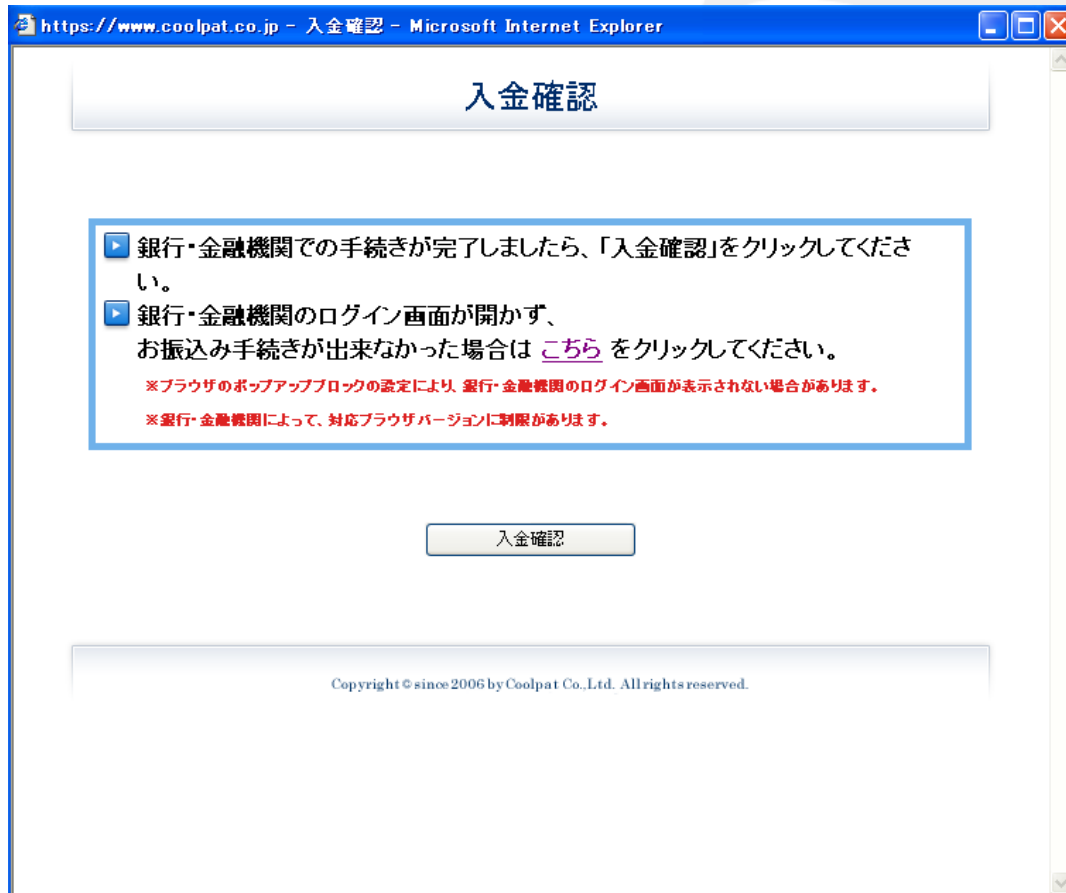 https://www.coolpat.co.jp - 入金確認 - Microsoft Internet Explorer
入金確認
銀行・金融機関での手続きが完了しましたら、「入金確認」をクリックしてくださ
い。
銀行・金融機関のログイン画面が開かず、
お振込み手続きが出来なかった場合は こちら をクリックしてください。
※ブラウザのポップアップブロックの設定により、銀行・金融機関のログイン画面が表示されない場合があります。
※銀行・金融機関によって、対応ブラウザバージョンに制限があります。
入金確認
Copyright © since 2006 by Coolpat Co.,Ltd. All rights reserved.